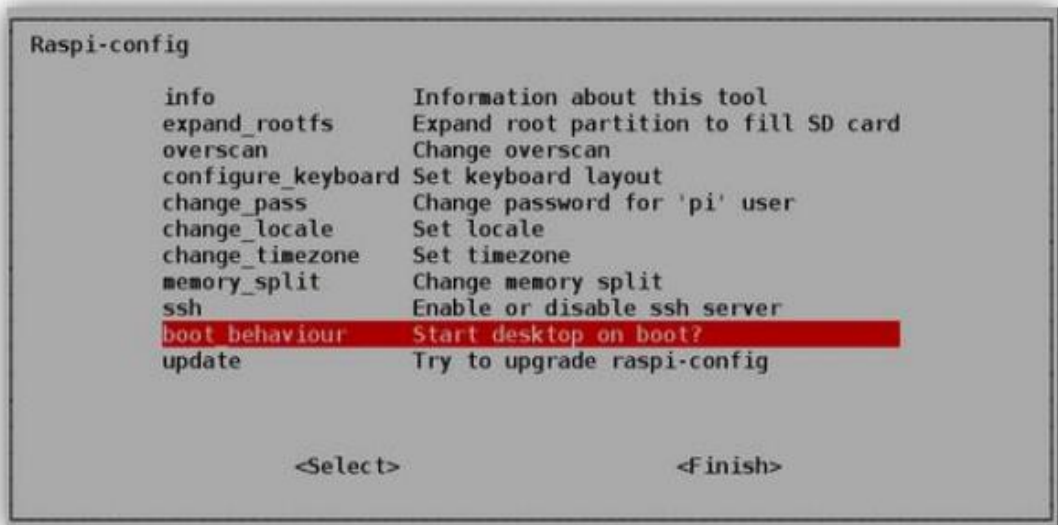 Raspi-config
info Information about this tool
expand_rootfs Expand root partition to fill SD card
overscan Change overscan
configure_keyboard Set keyboard layout
change_pass Change password for 'pi' user
change_locale Set locale
change_timezone Set timezone
memory_split Change memory split
ssh Enable or disable ssh server
boot_behaviour Start desktop on boot?
update Try to upgrade raspi-config
<Select> <Finish>